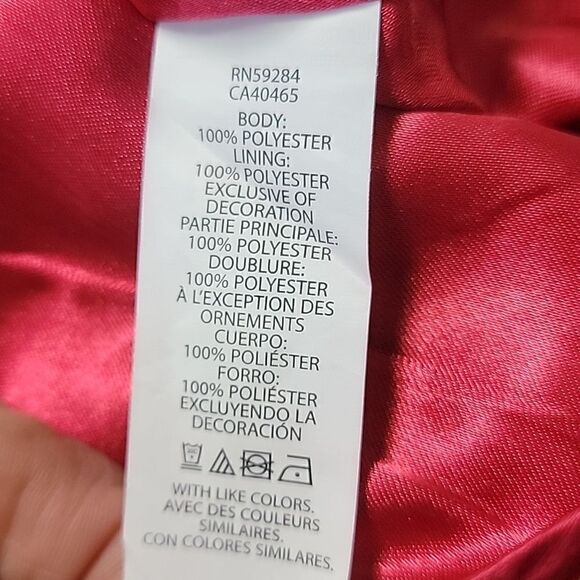 RN59284
CA40465
BODY:
100% POLYESTER
LINING:
100% POLYESTER
EXCLUSIVE OF
DECORATION
PARTIE PRINCIPALE:
100% POLYESTER
DOUBLURE:
100% POLYESTER
À L'EXCEPTION DES
ORNEMENTS
CUERPO:
100% POLIÉSTER
FORRO:
100% POLIÉSTER
EXCLUYENDO LA
DECORACIÓN
WITH LIKE COLORS.
AVEC DES COULEURS
SIMILAIRES.
CON COLORES SIMILARES.